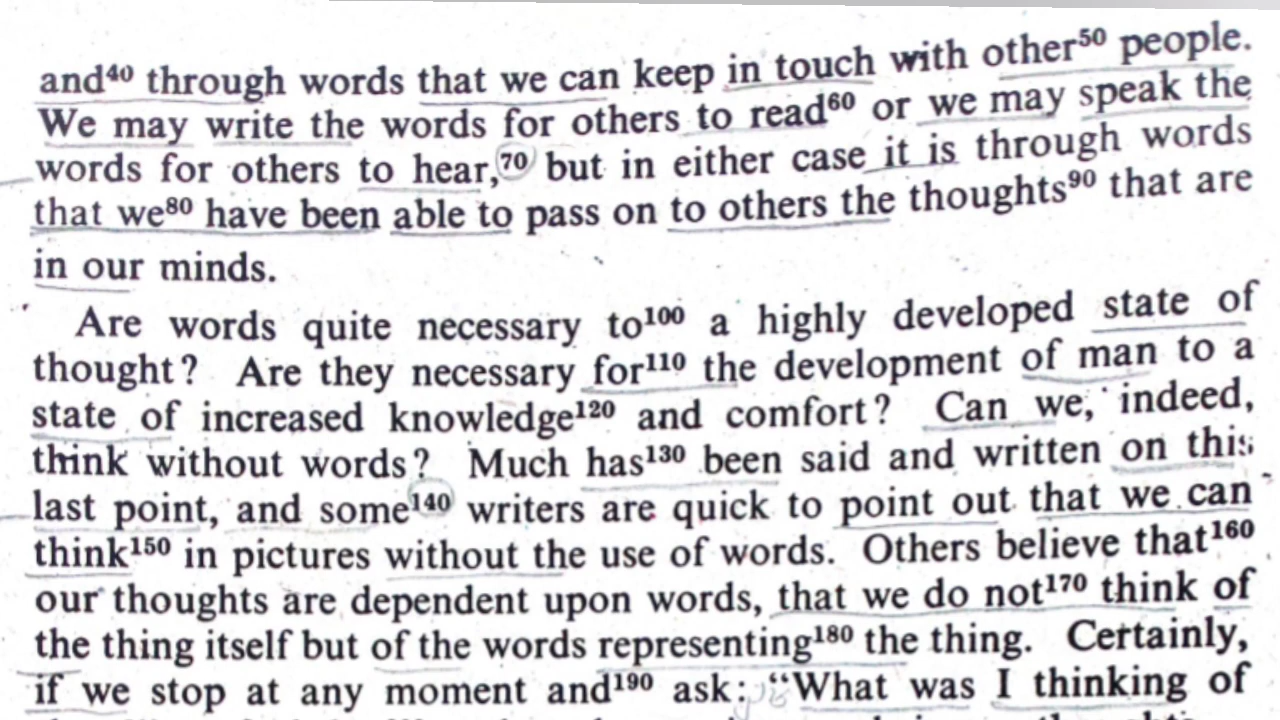 and⁴⁰ through words that we can keep in touch with other⁵⁰ people.
We may write the words for others to read⁶⁰ or we may speak the
words for others to hear,⁷⁰ but in either case it is through words
that we⁸⁰ have been able to pass on to others the thoughts⁹⁰ that are
in our minds.
Are words quite necessary to¹⁰⁰ a highly developed state of
thought? Are they necessary for¹¹⁰ the development of man to a
state of increased knowledge¹²⁰ and comfort? Can we, indeed,
think without words? Much has¹³⁰ been said and written on this
last point, and some¹⁴⁰ writers are quick to point out that we can
think¹⁵⁰ in pictures without the use of words. Others believe that¹⁶⁰
our thoughts are dependent upon words, that we do not¹⁷⁰ think of
the thing itself but of the words representing¹⁸⁰ the thing. Certainly,
if we stop at any moment and¹⁹⁰ ask: “What was I thinking of